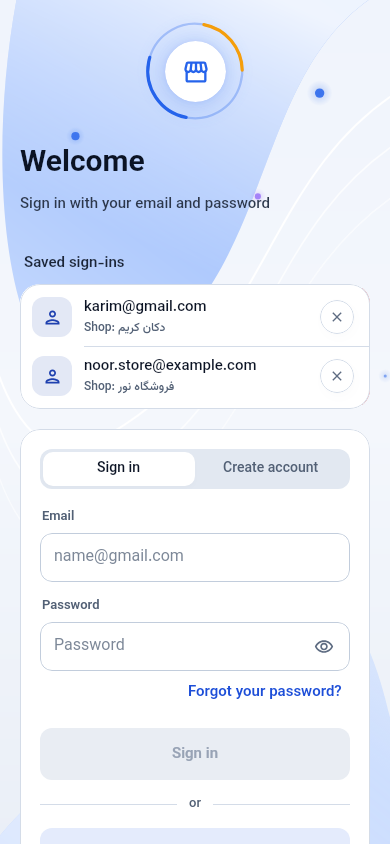 Welcome
Sign in with your email and password
Saved sign-ins
karim@gmail.com
Shop: دکان کریم
noor.store@example.com
Shop: فروشگاه نور
Sign in
Create account
Email
name@gmail.com
Password
Password
Forgot your password?
Sign in
or